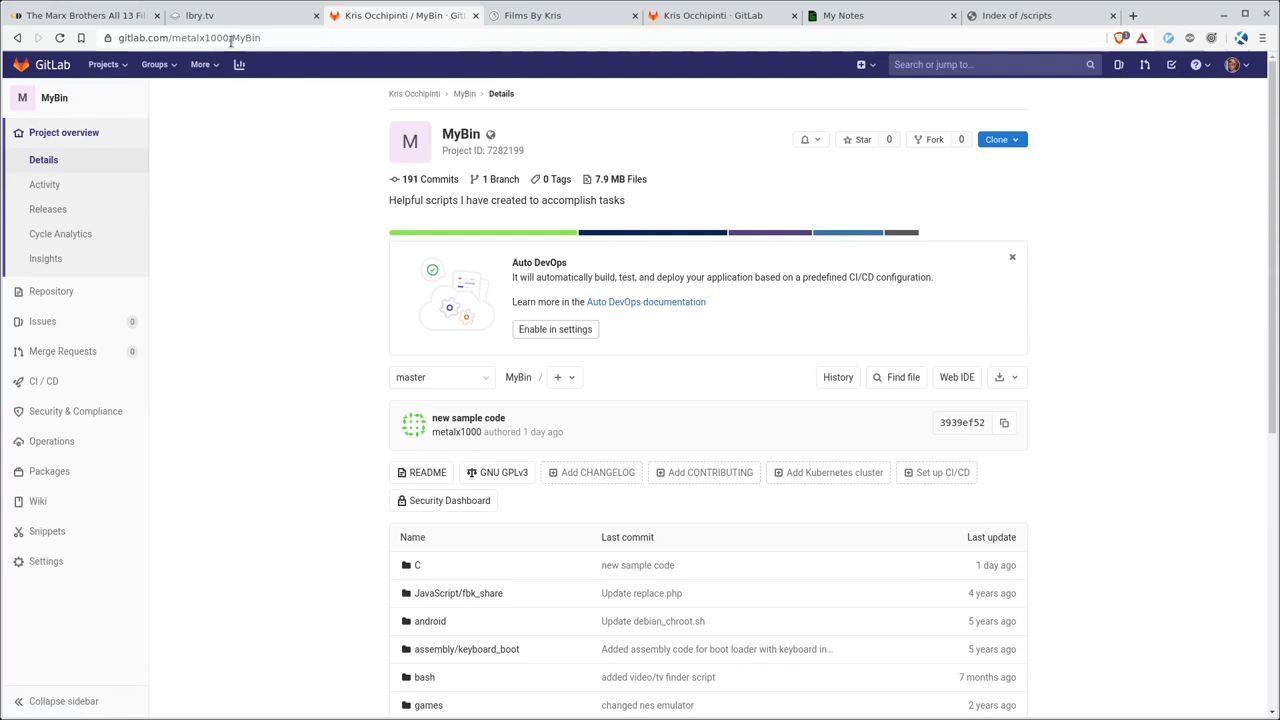 The Marx Brothers All 13 Fil
lbry.tv
Kris Occhipinti / MyBin · Gitl
Films By Kris
Kris Occhipinti · GitLab
My Notes
Index of /scripts
gitlab.com/metalx1000/MyBin
1
GitLab
Projects
Groups
More
Search or jump to...
M
MyBin
Project overview
Details
Activity
Releases
Cycle Analytics
Insights
Repository
Issues
0
Merge Requests
0
CI / CD
Security & Compliance
Operations
Packages
Wiki
Snippets
Settings
Collapse sidebar
Kris Occhipinti > MyBin > Details
M
MyBin
Project ID: 7282199
Star
0
Fork
0
Clone
191 Commits
1 Branch
0 Tags
7.9 MB Files
Helpful scripts I have created to accomplish tasks
Auto DevOps
It will automatically build, test, and deploy your application based on a predefined CI/CD configuration.
Learn more in the Auto DevOps documentation
Enable in settings
master
MyBin /
History
Find file
Web IDE
new sample code
metalx1000 authored 1 day ago
3939ef52
README
GNU GPLv3
Add CHANGELOG
Add CONTRIBUTING
Add Kubernetes cluster
Set up CI/CD
Security Dashboard
Name
Last commit
Last update
C
new sample code
1 day ago
JavaScript/fbk_share
Update replace.php
4 years ago
android
Update debian_chroot.sh
5 years ago
assembly/keyboard_boot
Added assembly code for boot loader with keyboard in...
5 years ago
bash
added video/tv finder script
7 months ago
games
changed nes emulator
2 years ago